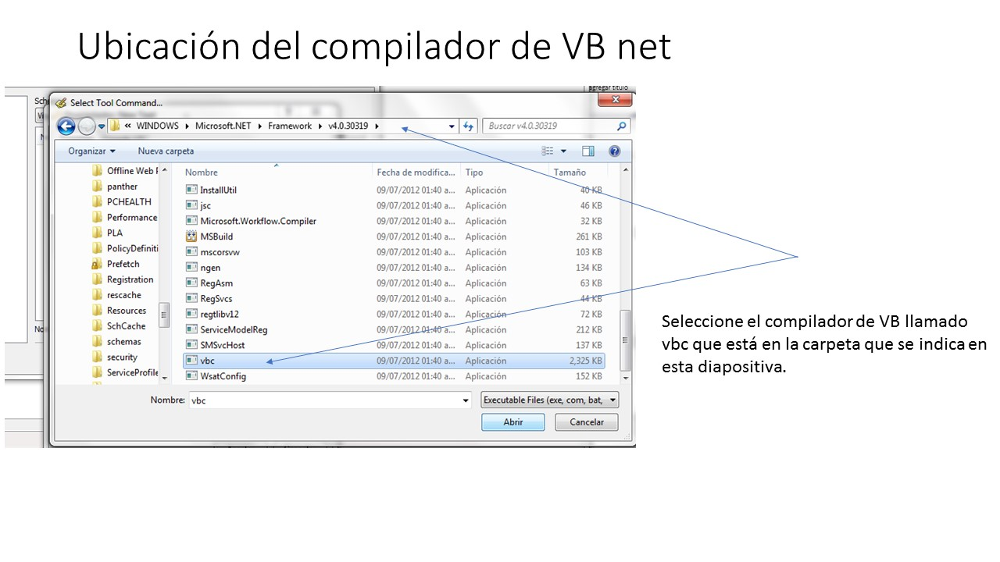 Ubicación del compilador de VB net
agregar título
Select Tool Command...
« WINDOWS Microsoft.NET Framework v4.0.30319
Buscar v4.0.30319
Organizar Nueva carpeta
Nombre Fecha de modifica... Tipo Tamaño
Offline Web
panther
PCHEALTH
Performance
PLA
PolicyDefiniti
Prefetch
Registration
rescache
Resources
SchCache
schemas
security
ServiceProfile
InstallUtil 09/07/2012 01:40 a... Aplicación 40 KB
jsc 09/07/2012 01:40 a... Aplicación 46 KB
Microsoft.Workflow.Compiler 09/07/2012 01:40 a... Aplicación 32 KB
MSBuild 09/07/2012 01:40 a... Aplicación 261 KB
mscorsvw 09/07/2012 01:40 a... Aplicación 103 KB
ngen 09/07/2012 01:40 a... Aplicación 134 KB
RegAsm 09/07/2012 01:40 a... Aplicación 63 KB
RegSvcs 09/07/2012 01:40 a... Aplicación 44 KB
regtlibv12 09/07/2012 01:40 a... Aplicación 72 KB
ServiceModelReg 09/07/2012 01:40 a... Aplicación 212 KB
SMSvcHost 09/07/2012 01:40 a... Aplicación 137 KB
vbc 09/07/2012 01:40 a... Aplicación 2,325 KB
WsatConfig 09/07/2012 01:40 a... Aplicación 152 KB
Nombre: vbc
Executable Files (exe, com, bat,
Abrir Cancelar
Seleccione el compilador de VB llamado
vbc que está en la carpeta que se indica en
esta diapositiva.